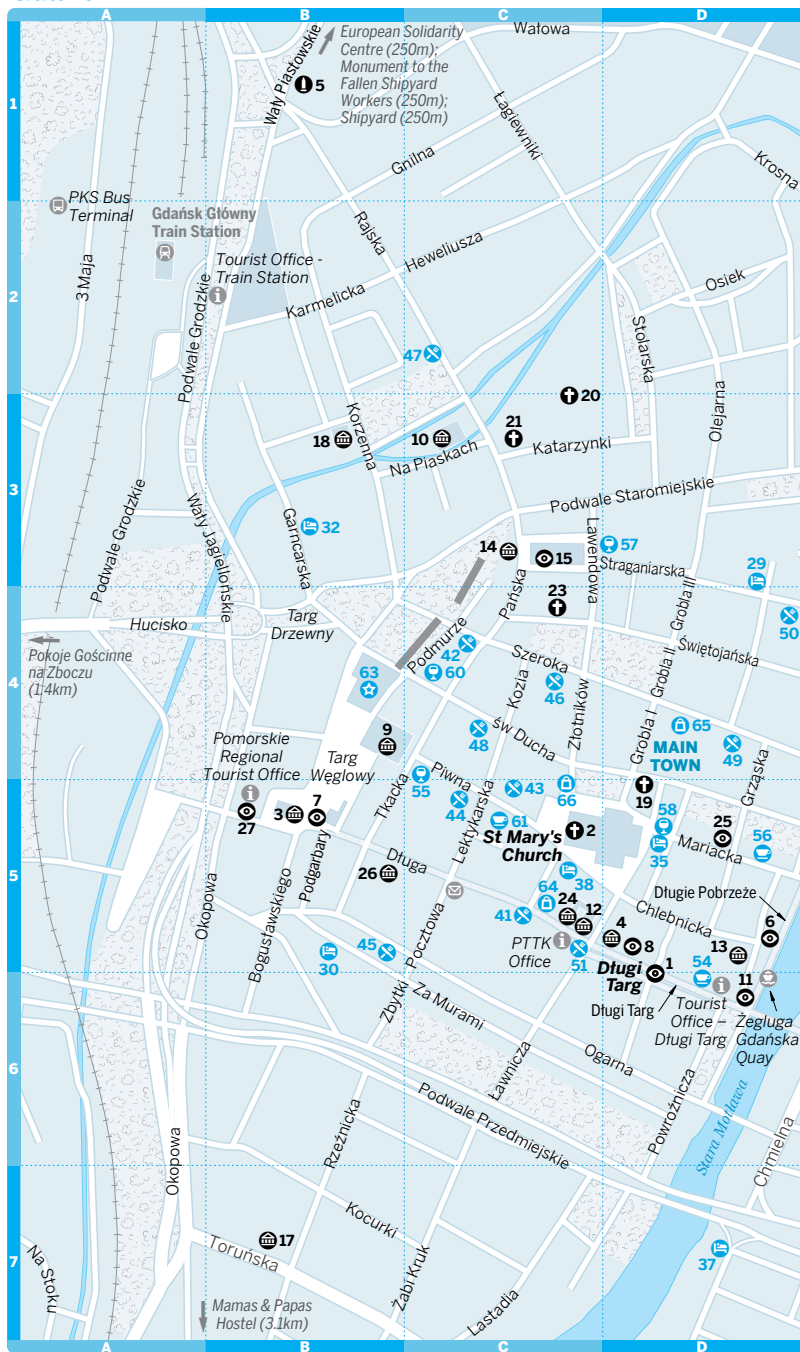 A
B
C
D
European Solidarity
Centre (250m);
Monument to the
Fallen Shipyard
Workers (250m);
Shipyard (250m)
Wałowa
Wały Piastowskie
5
1
Łagiewniki
Gnilna
Krosna
PKS Bus
Terminal
Gdańsk Główny
Train Station
Rajska
Heweliusza
Tourist Office -
Train Station
3 Maja
2
Osiek
Karmelicka
Podwale Grodzkie
Stolarska
47
20
Korzenna
Olejarna
18
10
21
Katarzynki
Na Piaskach
3
Podwale Staromiejskie
Podwale Grodzkie
Wały Jagiellońskie
Garncarska
32
14
15
Lawendowa
57
Straganiarska
29
Pańska
23
Grobla III
50
Hucisko
Targ
Drzewny
Podmurze
Świętojańska
42
Szeroka
Pokoje Gościnne
na Zboczu
(1.4km)
4
63
60
Kozia
46
Złotników
Grobla II
Grobla I
65
9
48
św Ducha
MAIN
TOWN
49
Pomorskie
Regional
Tourist Office
Targ
Węglowy
Tkacka
55
Piwna
43
66
19
Grząska
44
58
27
3
7
Lektykarska
61
St Mary's
Church
2
25
56
Mariacka
35
Podgarbary
Długa
26
5
38
Długie Pobrzeże
Okopowa
Bogusławskiego
64
24
12
Chlebnicka
41
4
6
Pocztowa
PTTK
Office
8
13
30
45
51
Długi
Targ
1
54
11
Zbytki
Za Murami
Długi Targ
Tourist
Office –
Długi Targ
Żegluga
Gdańska
Quay
Ogarna
6
Ławnicza
Powroźnicza
Podwale Przedmiejskie
Rzeźnicka
Stara Motława
Chmielna
Okopowa
Kocurki
17
Toruńska
7
Na Stoku
Żabi Kruk
37
Mamas & Papas
Hostel (3.1km)
Lastadia
A
B
C
D